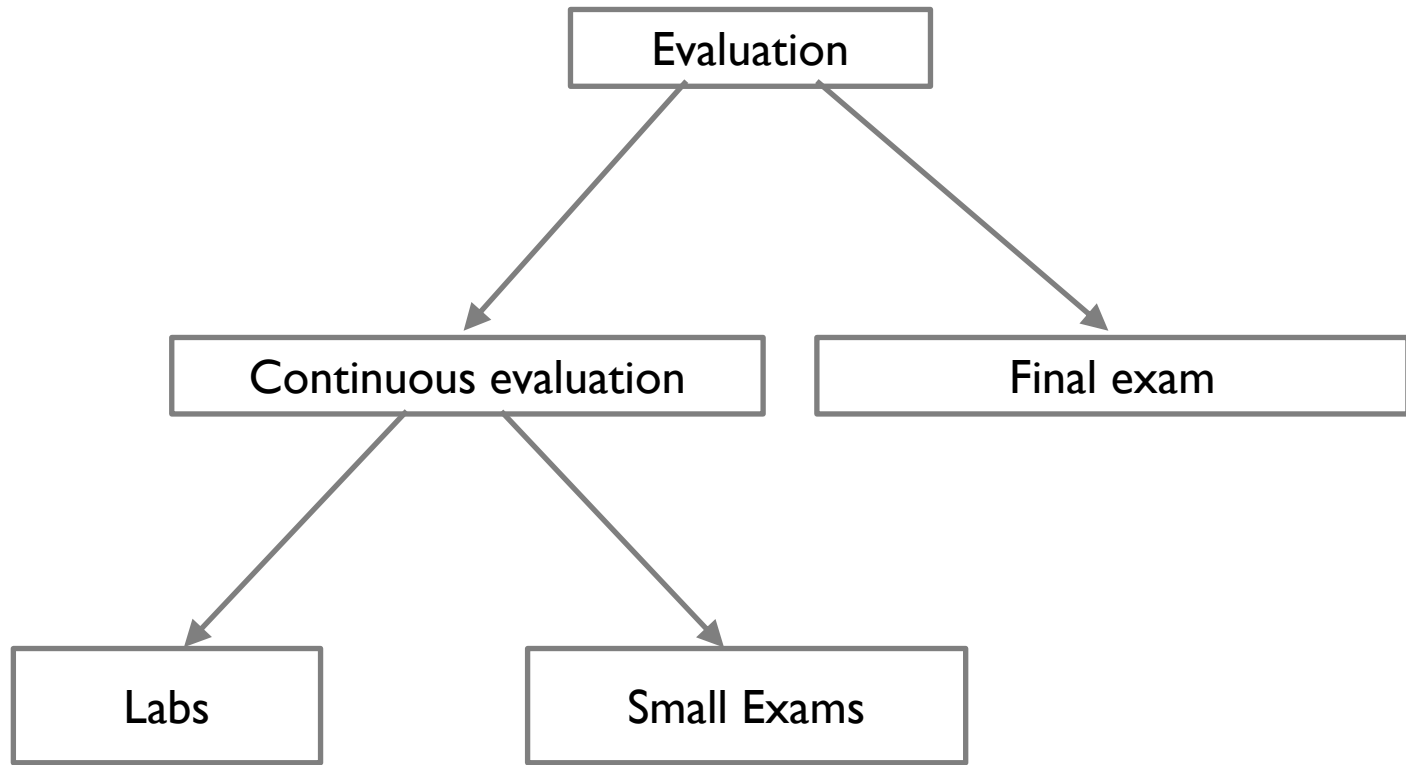 Evaluation
Continuous evaluation
Final exam
Labs
Small Exams